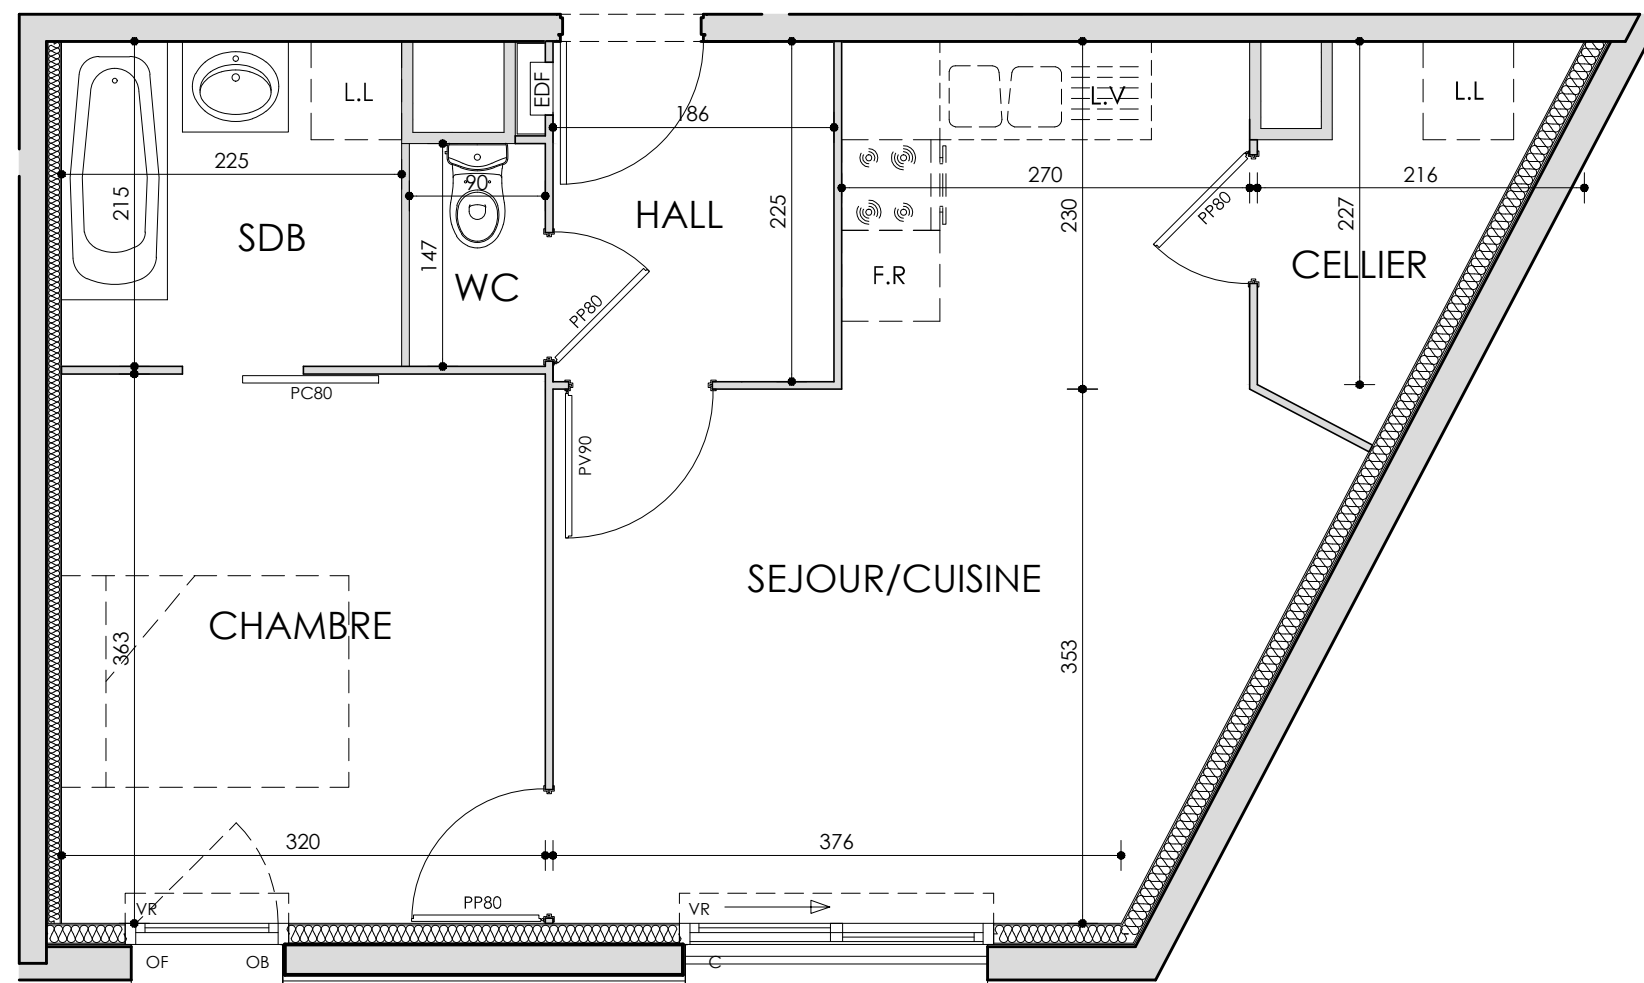 L.L
EDF
L.V
L.L
186
225
90
270
216
215
SDB
HALL
225
230
PP80
227
147
WC
CELLIER
F.R
PP80
PC80
PV90
SEJOUR/CUISINE
CHAMBRE
363
353
320
376
PP80
VR
VR
OF
OB
C